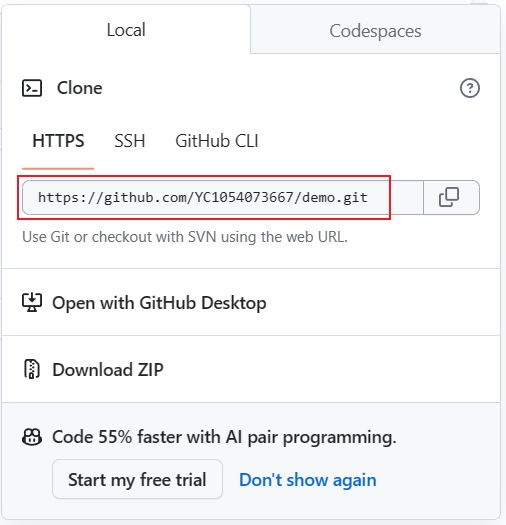 Local
Codespaces
Clone
HTTPS
SSH
GitHub CLI
https://github.com/YC1054073667/demo.git
Use Git or checkout with SVN using the web URL.
Open with GitHub Desktop
Download ZIP
Code 55% faster with AI pair programming.
Start my free trial
Don't show again